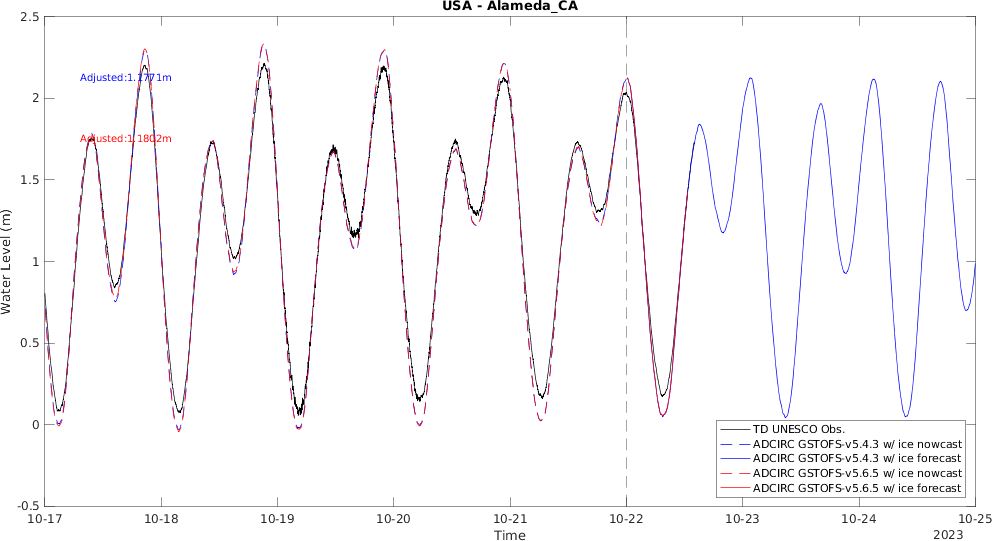 USA - Alameda_CA
2.5
2
1.5
1
0.5
0
-0.5
Water Level (m)
Adjusted:1.1771m
Adjusted:1.1802m
TD UNESCO Obs.
ADCIRC GSTOFS-v5.4.3 w/ ice nowcast
ADCIRC GSTOFS-v5.4.3 w/ ice forecast
ADCIRC GSTOFS-v5.6.5 w/ ice nowcast
ADCIRC GSTOFS-v5.6.5 w/ ice forecast
10-17 10-18 10-19 10-20 10-21 10-22 10-23 10-24 10-25
Time
2023